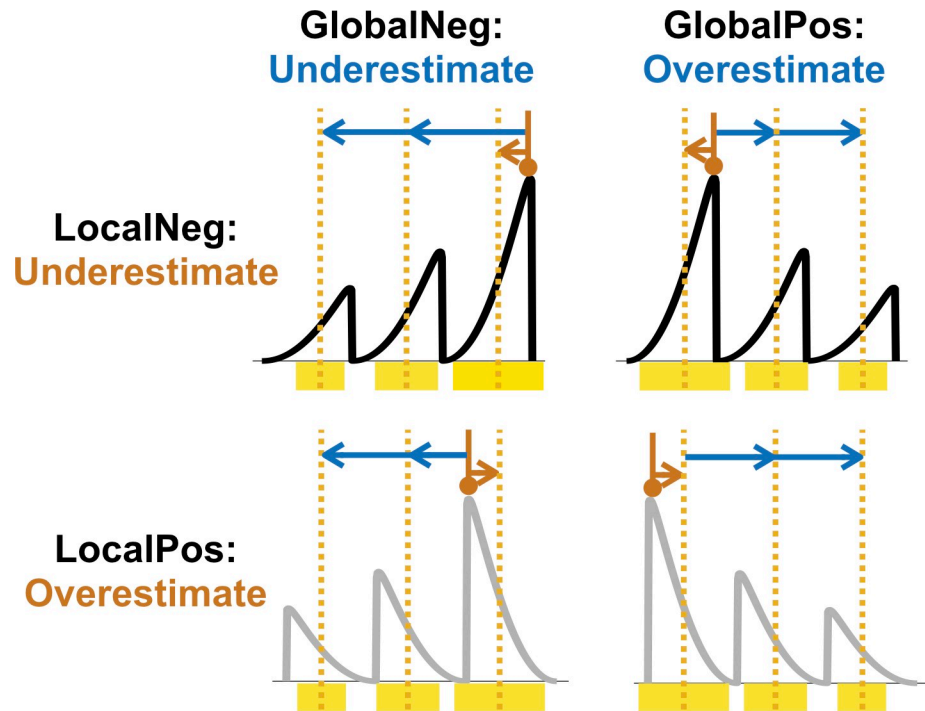 GlobalNeg:
Underestimate
GlobalPos:
Overestimate
LocalNeg:
Underestimate
LocalPos:
Overestimate